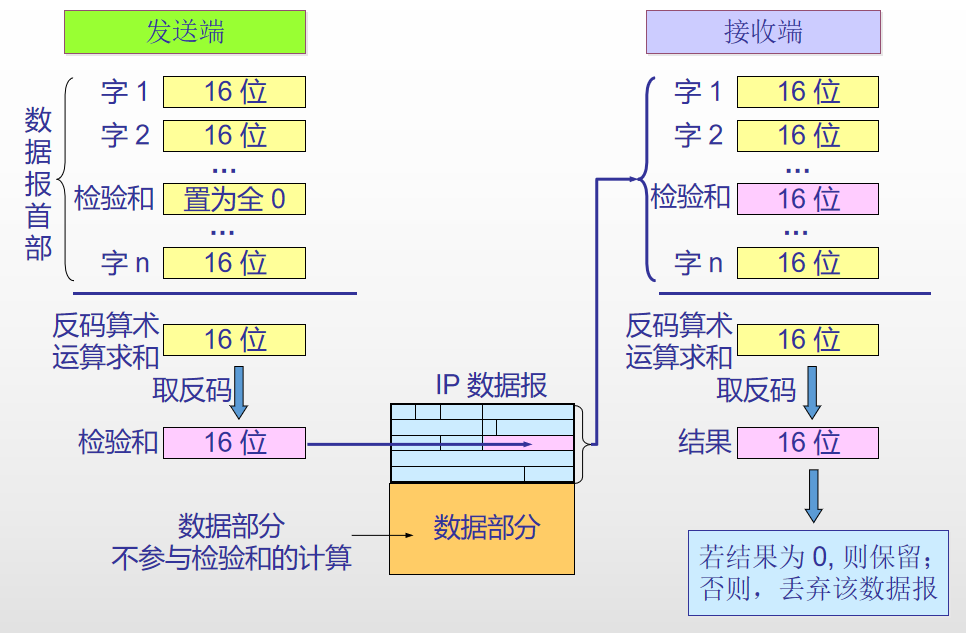 发送端
数据报首部
字 1
16 位
字 2
16 位
...
检验和
置为全 0
...
字 n
16 位
反码算术
运算求和
16 位
取反码
检验和
16 位
IP 数据报
数据部分
数据部分
不参与检验和的计算
接收端
字 1
16 位
字 2
16 位
...
检验和
16 位
...
字 n
16 位
反码算术
运算求和
16 位
取反码
结果
16 位
若结果为 0, 则保留；
否则，丢弃该数据报